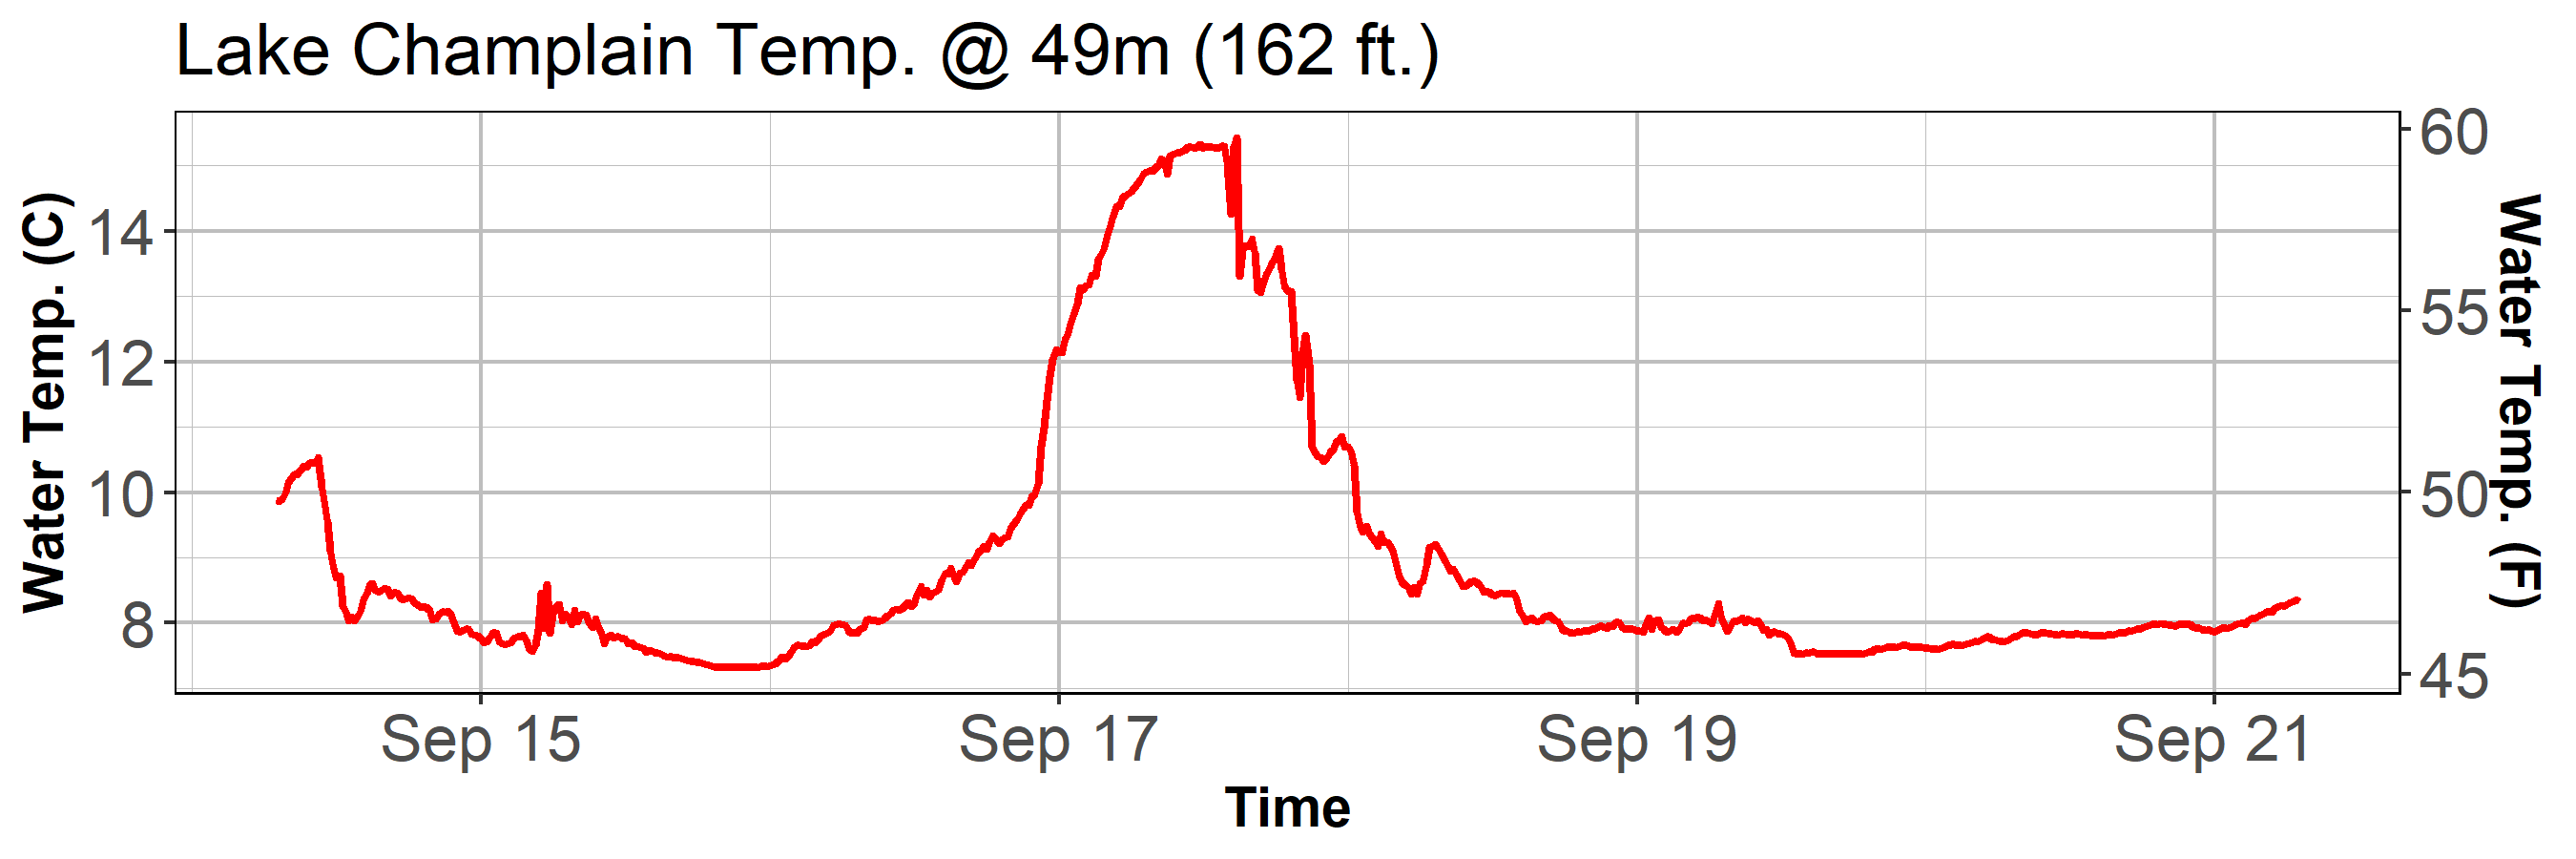 Lake Champlain Temp. @ 49m (162 ft.)
Water Temp. (C)
14
12
10
8
60
55
50
45
Water Temp. (F)
Sep 15
Sep 17
Sep 19
Sep 21
Time